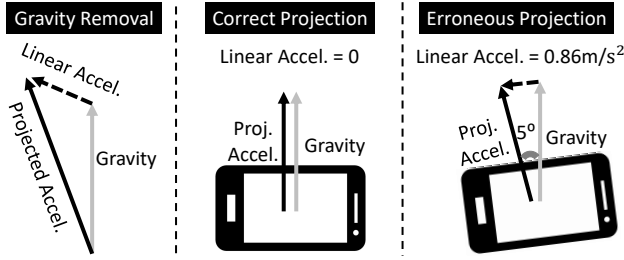 Gravity Removal
Linear Accel.
Projected Accel.
Gravity
Correct Projection
Linear Accel. = 0
Proj.
Accel.
Gravity
Erroneous Projection
Linear Accel. = 0.86m/s²
Proj.
Accel.
5º
Gravity